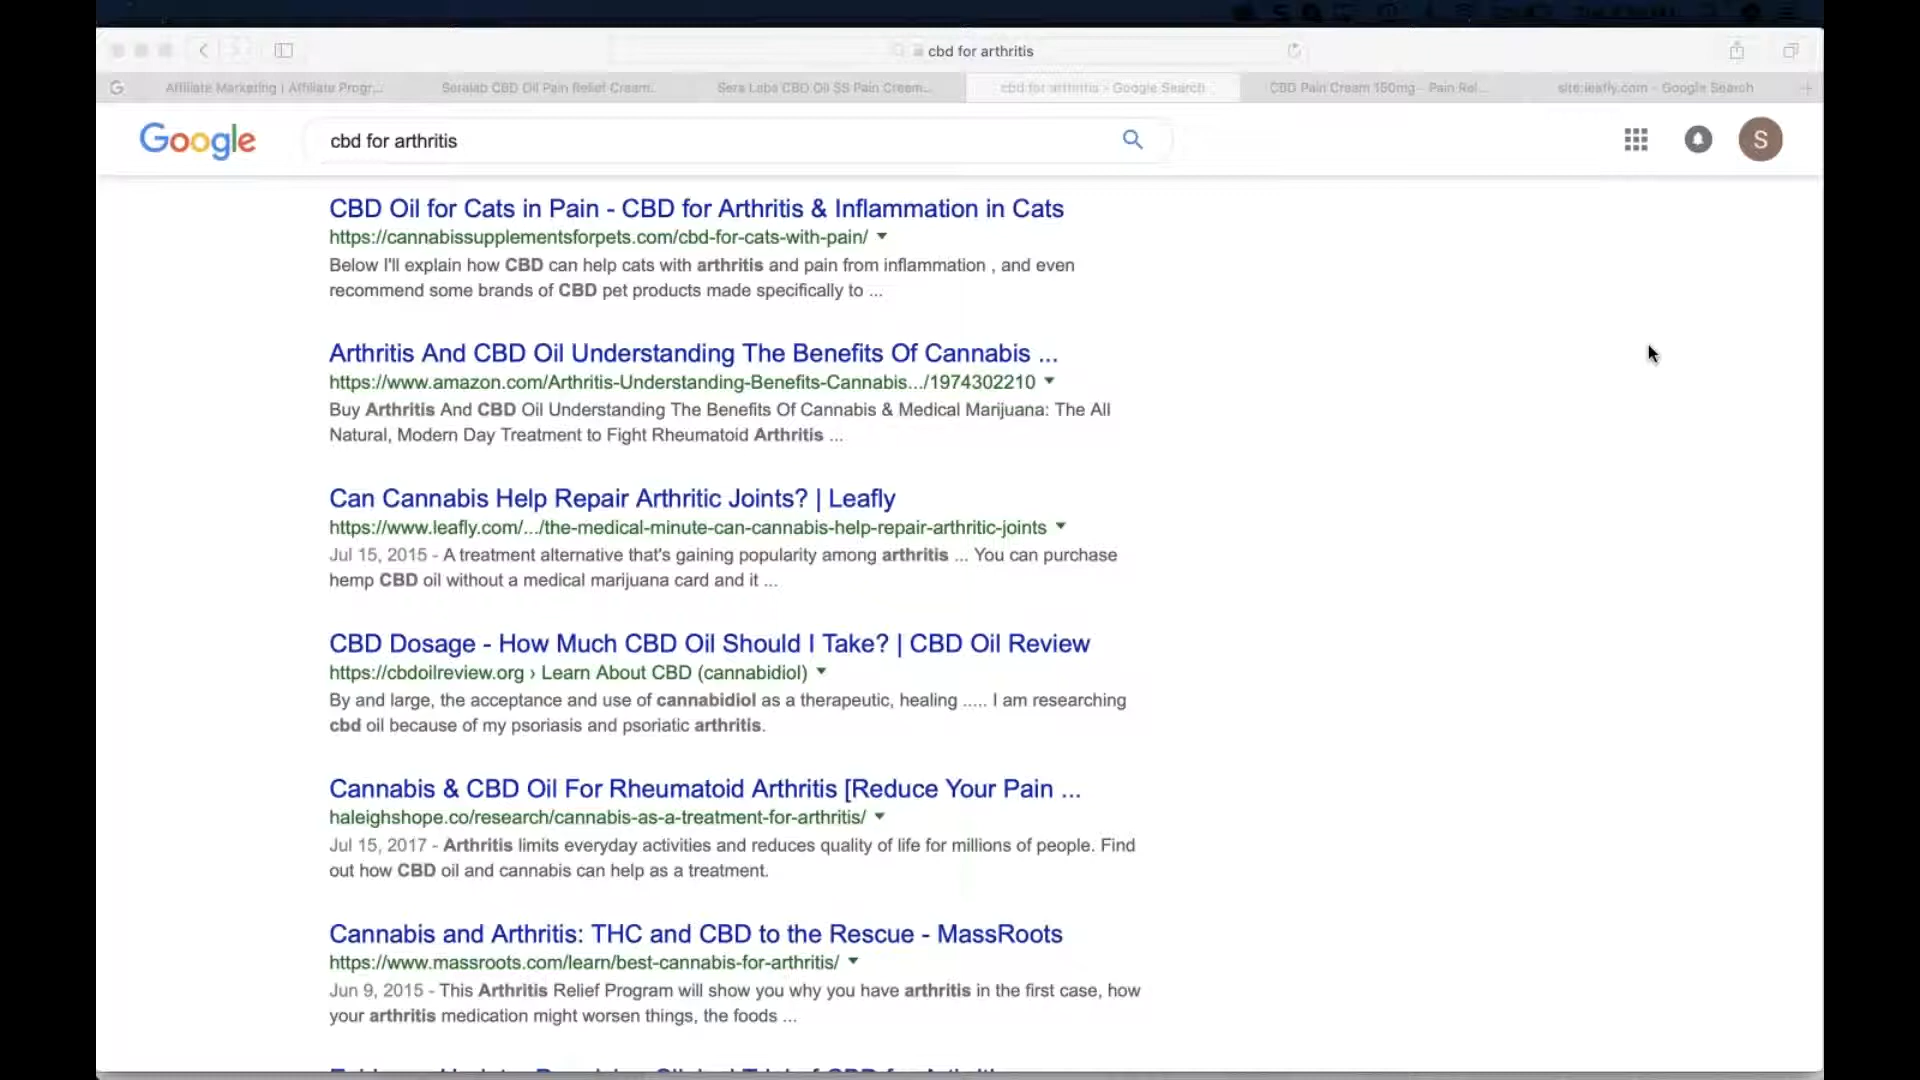 cbd for arthritis
Affiliate Marketing | Affiliate Progr...
Seralab CBD Oil Pain Relief Cream...
Sera Labs CBD Oil SS Pain Cream...
cbd for arthritis - Google Search
CBD Pain Cream 150mg - Pain Rel...
site:leafly.com - Google Search
Google
cbd for arthritis
S
CBD Oil for Cats in Pain - CBD for Arthritis & Inflammation in Cats
https://cannabissupplementsforpets.com/cbd-for-cats-with-pain/
Below I'll explain how CBD can help cats with arthritis and pain from inflammation , and even
recommend some brands of CBD pet products made specifically to ...
Arthritis And CBD Oil Understanding The Benefits Of Cannabis ...
https://www.amazon.com/Arthritis-Understanding-Benefits-Cannabis.../1974302210
Buy Arthritis And CBD Oil Understanding The Benefits Of Cannabis & Medical Marijuana: The All
Natural, Modern Day Treatment to Fight Rheumatoid Arthritis ...
Can Cannabis Help Repair Arthritic Joints? | Leafly
https://www.leafly.com/.../the-medical-minute-can-cannabis-help-repair-arthritic-joints
Jul 15, 2015 - A treatment alternative that's gaining popularity among arthritis ... You can purchase
hemp CBD oil without a medical marijuana card and it ...
CBD Dosage - How Much CBD Oil Should I Take? | CBD Oil Review
https://cbdoilreview.org › Learn About CBD (cannabidiol)
By and large, the acceptance and use of cannabidiol as a therapeutic, healing ..... I am researching
cbd oil because of my psoriasis and psoriatic arthritis.
Cannabis & CBD Oil For Rheumatoid Arthritis [Reduce Your Pain ...
haleighshope.co/research/cannabis-as-a-treatment-for-arthritis/
Jul 15, 2017 - Arthritis limits everyday activities and reduces quality of life for millions of people. Find
out how CBD oil and cannabis can help as a treatment.
Cannabis and Arthritis: THC and CBD to the Rescue - MassRoots
https://www.massroots.com/learn/best-cannabis-for-arthritis/
Jun 9, 2015 - This Arthritis Relief Program will show you why you have arthritis in the first case, how
your arthritis medication might worsen things, the foods ...